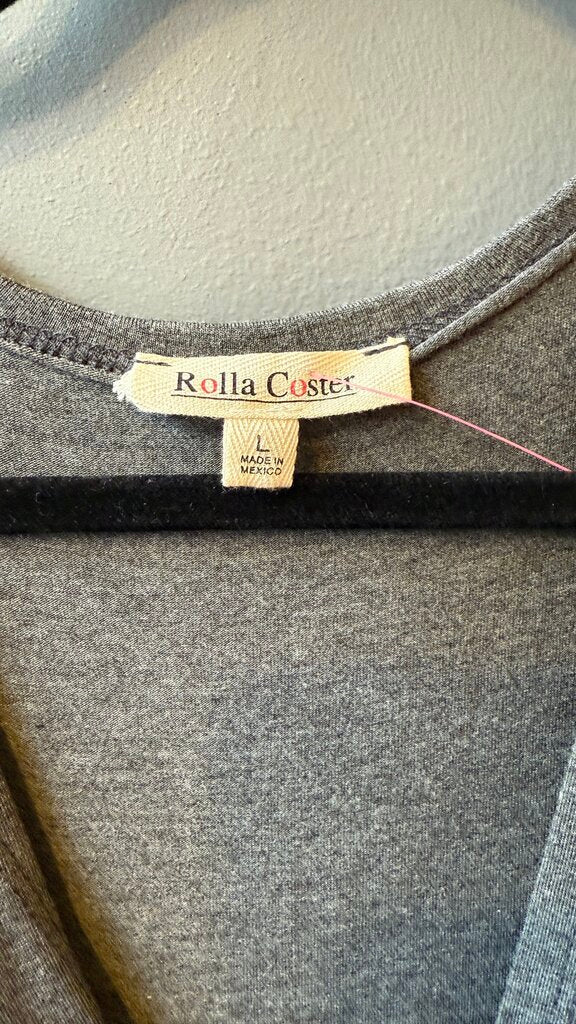 Rolla Coster
L
MADE IN
MEXICO